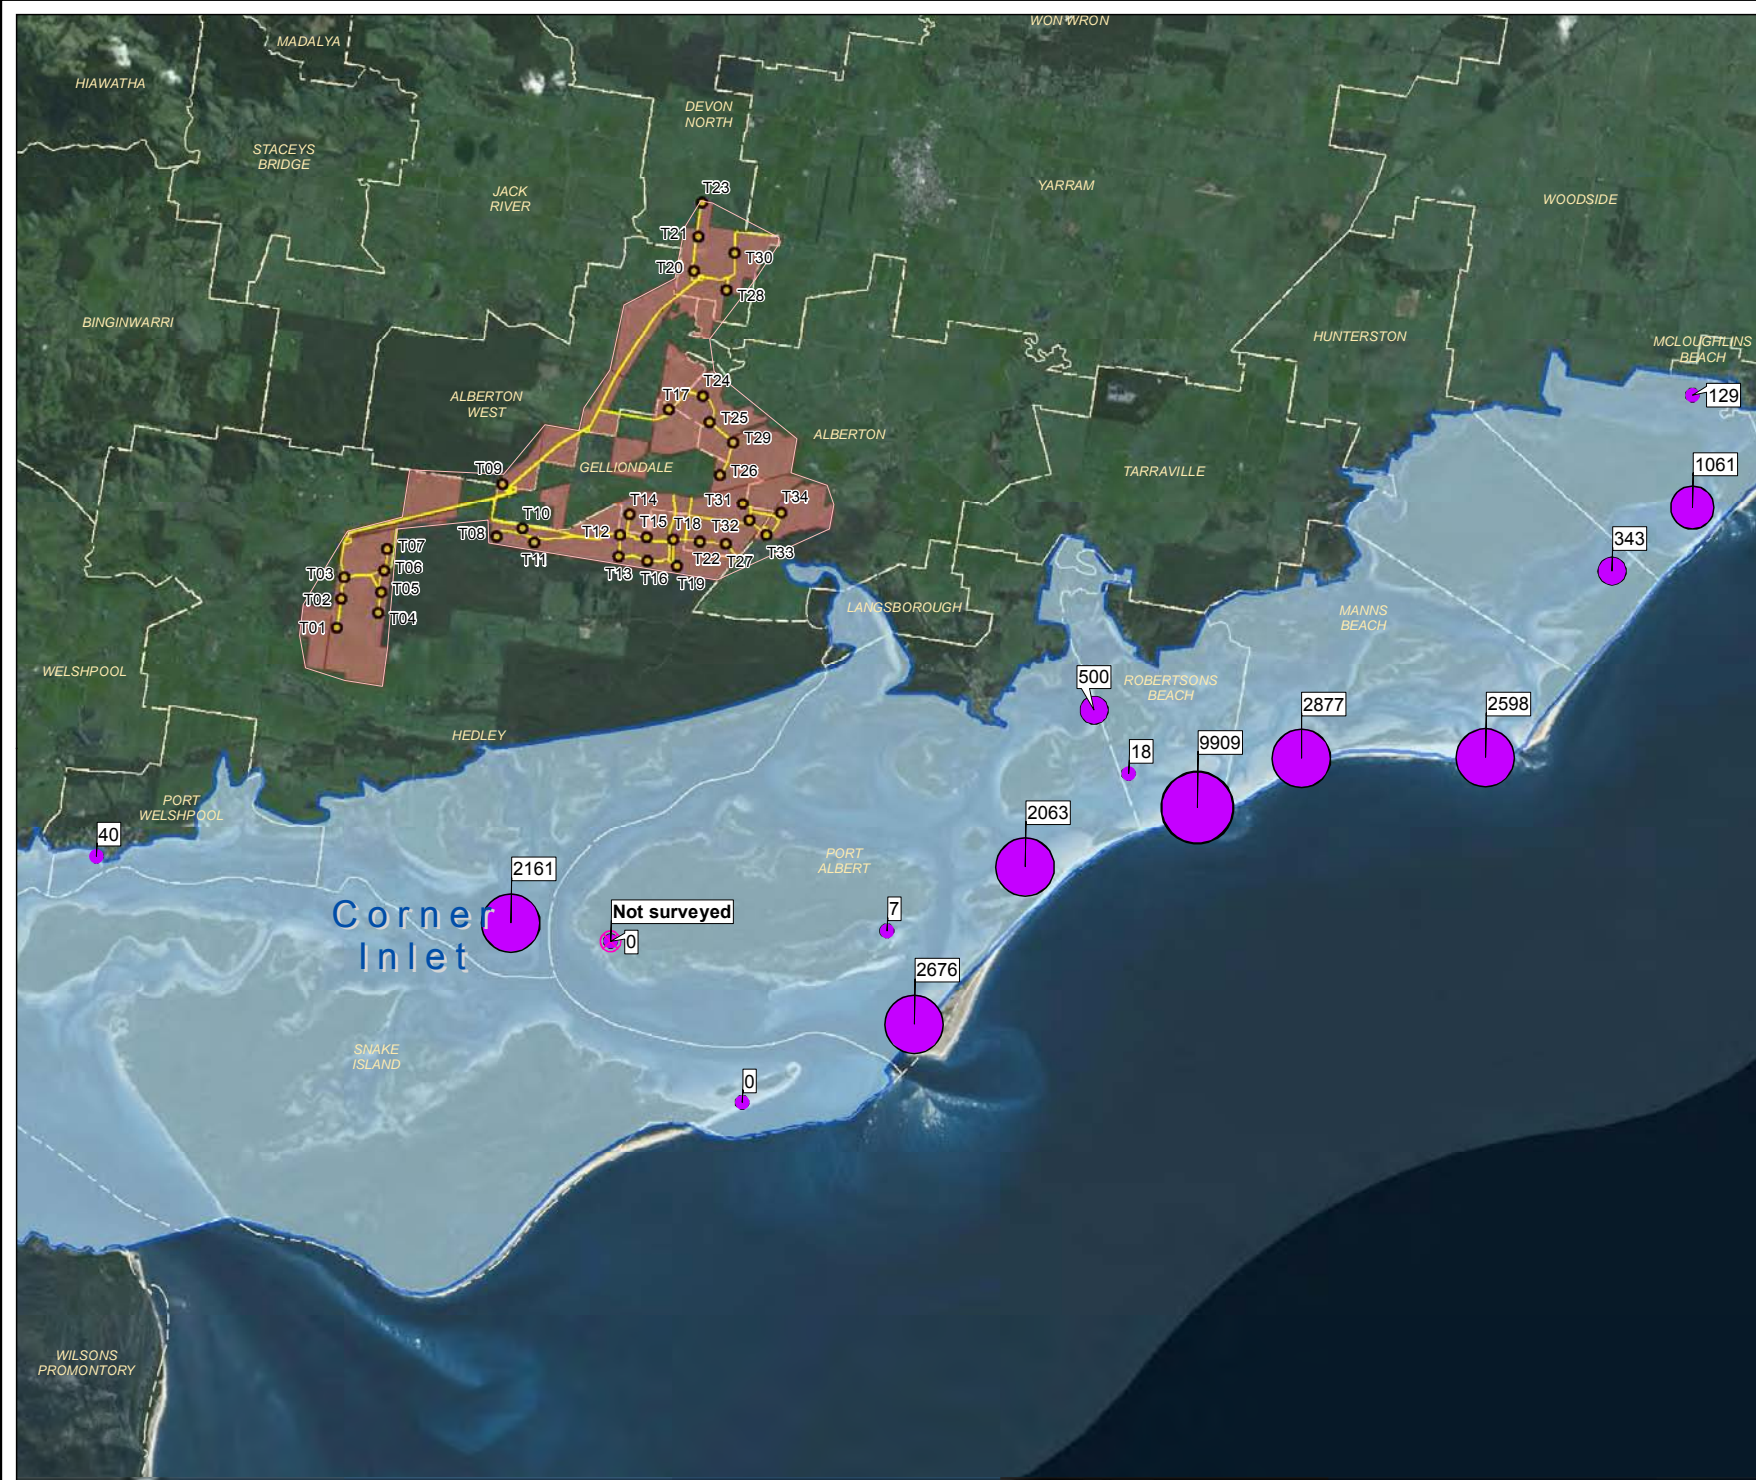 WON WRON
MADALYA
HIAWATHA
DEVON
NORTH
STACEYS
BRIDGE
JACK
RIVER
YARRAM
WOODSIDE
T23
T21
T30
T20
T28
BINGINWARRI
HUNTERSTON
MCLOUGHLINS
BEACH
ALBERTON
WEST
T24
T17
129
T25
ALBERTON
T29
GELLIONDALE
T09
T26
TARRAVILLE
1061
T31
T34
T14
T10
T15
T18
T32
T08
T12
T33
T11
T22
T27
343
T07
T13
T16
T19
T03
T06
T05
T02
T04
T01
LANGSBOROUGH
MANNS
BEACH
WELSHPOOL
500
ROBERTSONS
BEACH
2877
2598
HEDLEY
18
9909
PORT
WELSHPOOL
2063
40
PORT
ALBERT
2161
Corner
Inlet
Not surveyed
0
7
2676
SNAKE
ISLAND
0
WILSONS
PROMONTORY